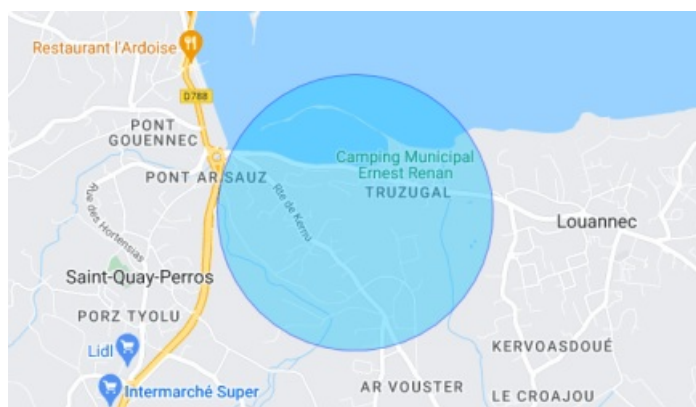 Restaurant l'Ardoise
D788
PONT
GOUENNEC
PONT AR SAUZ
Camping Municipal
Ernest Renan
TRUZUGAL
Rue des Hortensias
Rte de Kernu
Louannec
Saint-Quay-Perros
PORZ TYOLU
Lidl
KERVOASDOUÉ
Intermarché Super
AR VOUSTER
LE CROAJOU